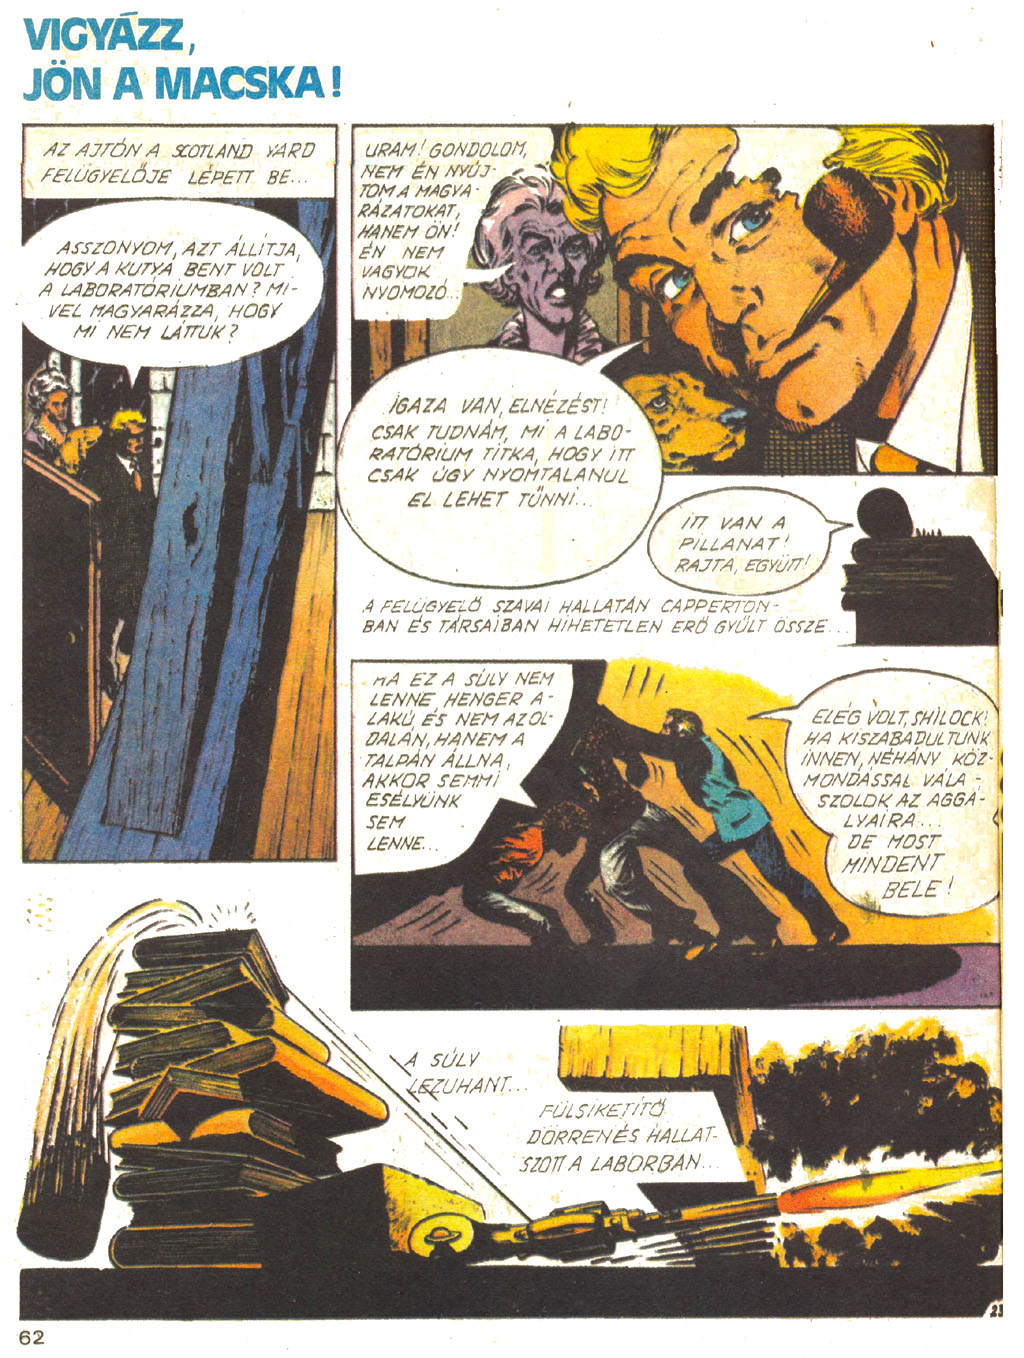 VIGYÁZZ,
JÖN A MACSKA!
AZ AJTÓN A SCOTLAND YARD
FELÜGYELŐJE LÉPETT BE...
ASSZONYOM, AZT ÁLLÍTJA,
HOGY A KUTYA BENT VOLT
A LABORATÓRIUMBAN? MI-
VEL MAGYARÁZZA, HOGY
MI NEM LÁTTUK?
URAM! GONDOLOM,
NEM ÉN NYÚJ-
TOM A MAGYA-
RÁZATOKAT,
HANEM ÖN!
ÉN NEM
VAGYOK
NYOMOZÓ...
IGAZA VAN, ELNÉZÉST!
CSAK TUDNÁM, MI A LABO-
RATÓRIUM TITKA, HOGY ITT
CSAK ÚGY NYOMTALANUL
EL LEHET TŰNNI...
ITT VAN A
PILLANAT!
RAJTA, EGYÜTT!
A FELÜGYELŐ SZAVAI HALLATÁN CAPPERTON-
BAN ÉS TÁRSAIBAN HIHETETLEN ERŐ GYŰLT ÖSSZE...
HA EZ A SÚLY NEM
LENNE HENGER A-
LAKÚ, ÉS NEM AZ OL-
DALÁN, HANEM A
TALPÁN ÁLLNA,
AKKOR SEMMI
ESÉLYÜNK
SEM
LENNE...
ELÉG VOLT, SHILOCK!
HA KISZABADULTUNK
INNEN, NÉHÁNY KÖZ-
MONDÁSSAL VÁLA-
SZOLOK AZ AGGÁ-
LYAIRA...
DE MOST
MINDENT
BELE!
A SÚLY
LEZUHANT...
FÜLSIKETÍTŐ
DÖRRENÉS HALLAT-
SZOTT A LABORBAN...
62